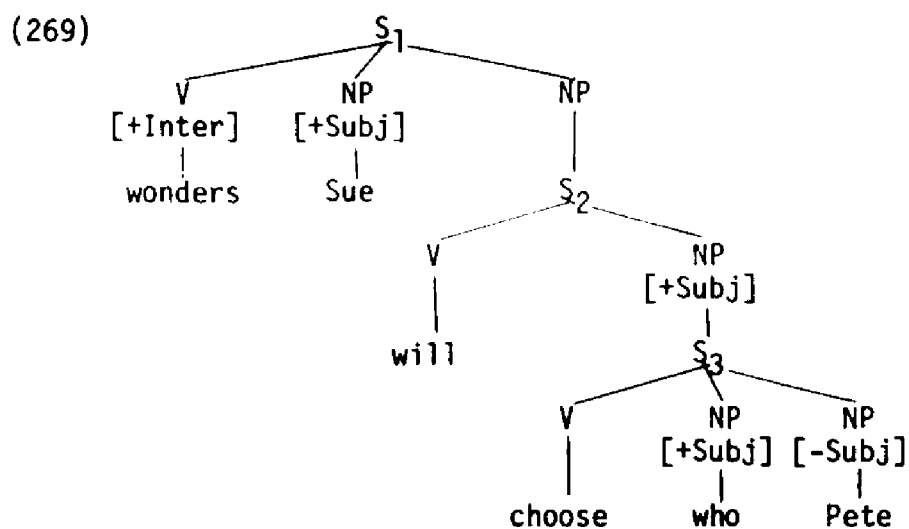 (269)
S1
V NP NP
[+Inter] [+Subj]
wonders Sue
S2
V NP
[+Subj]
will
S3
V NP NP
[+Subj] [-Subj]
choose who Pete